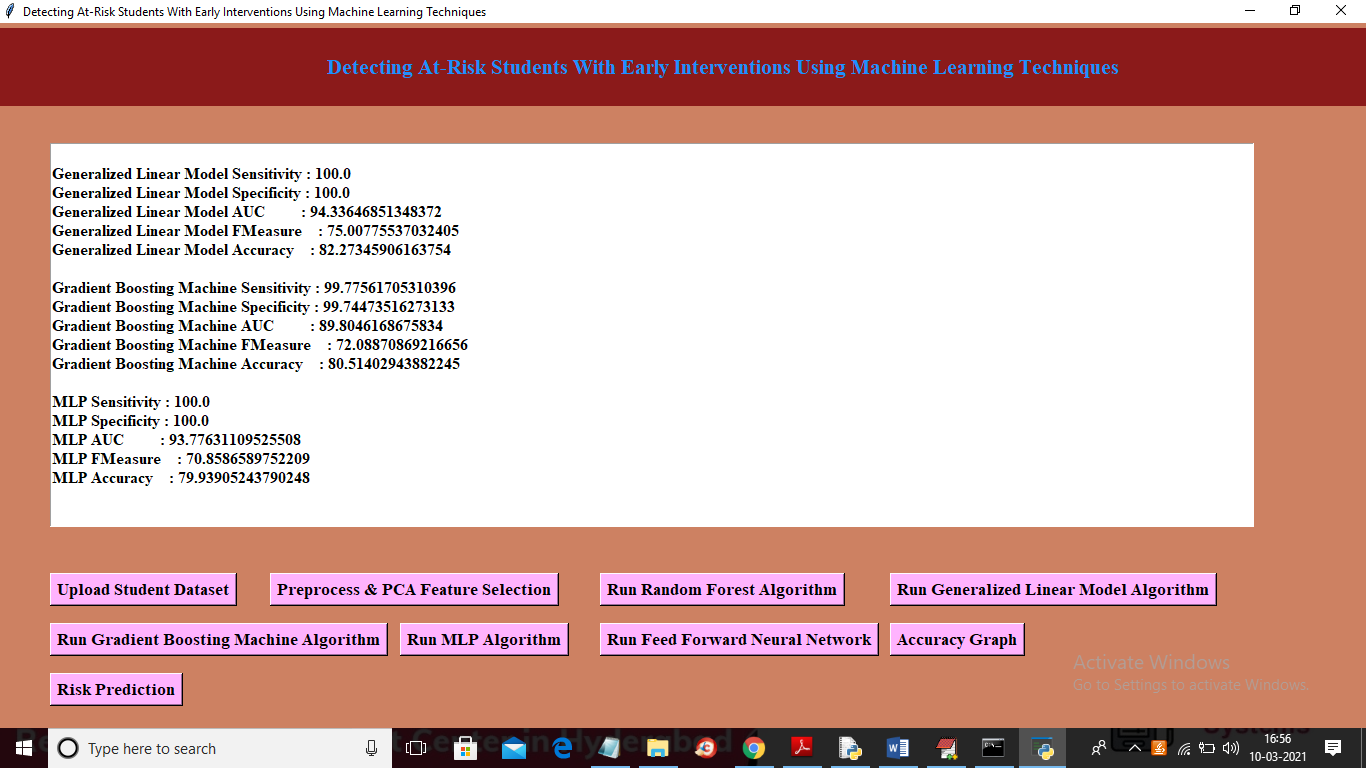 Detecting At-Risk Students With Early Interventions Using Machine Learning Techniques
Detecting At-Risk Students With Early Interventions Using Machine Learning Techniques
Generalized Linear Model Sensitivity : 100.0
Generalized Linear Model Specificity : 100.0
Generalized Linear Model AUC : 94.33646851348372
Generalized Linear Model FMeasure : 75.00775537032405
Generalized Linear Model Accuracy : 82.27345906163754
Gradient Boosting Machine Sensitivity : 99.77561705310396
Gradient Boosting Machine Specificity : 99.74473516273133
Gradient Boosting Machine AUC : 89.8046168675834
Gradient Boosting Machine FMeasure : 72.08870869216656
Gradient Boosting Machine Accuracy : 80.51402943882245
MLP Sensitivity : 100.0
MLP Specificity : 100.0
MLP AUC : 93.77631109525508
MLP FMeasure : 70.8586589752209
MLP Accuracy : 79.93905243790248
Upload Student Dataset Preprocess & PCA Feature Selection Run Random Forest Algorithm Run Generalized Linear Model Algorithm
Run Gradient Boosting Machine Algorithm Run MLP Algorithm Run Feed Forward Neural Network Accuracy Graph
Activate Windows
Go to Settings to activate Windows.
Risk Prediction
Type here to search
16:56
10-03-2021